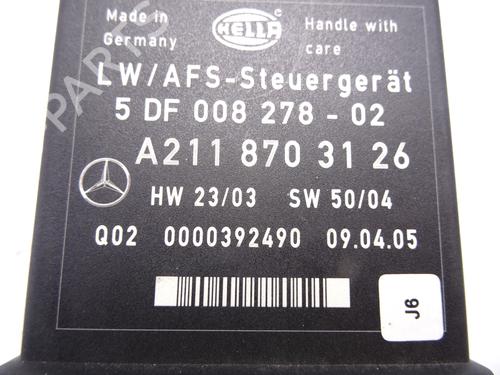 Made in
Germany
HELLA
Handle with
care
LW/AFS-Steuergerät
5 DF 008 278 - 02
A211 870 31 26
HW 23/03 SW 50/04
Q02 0000392490 09.04.05
J6